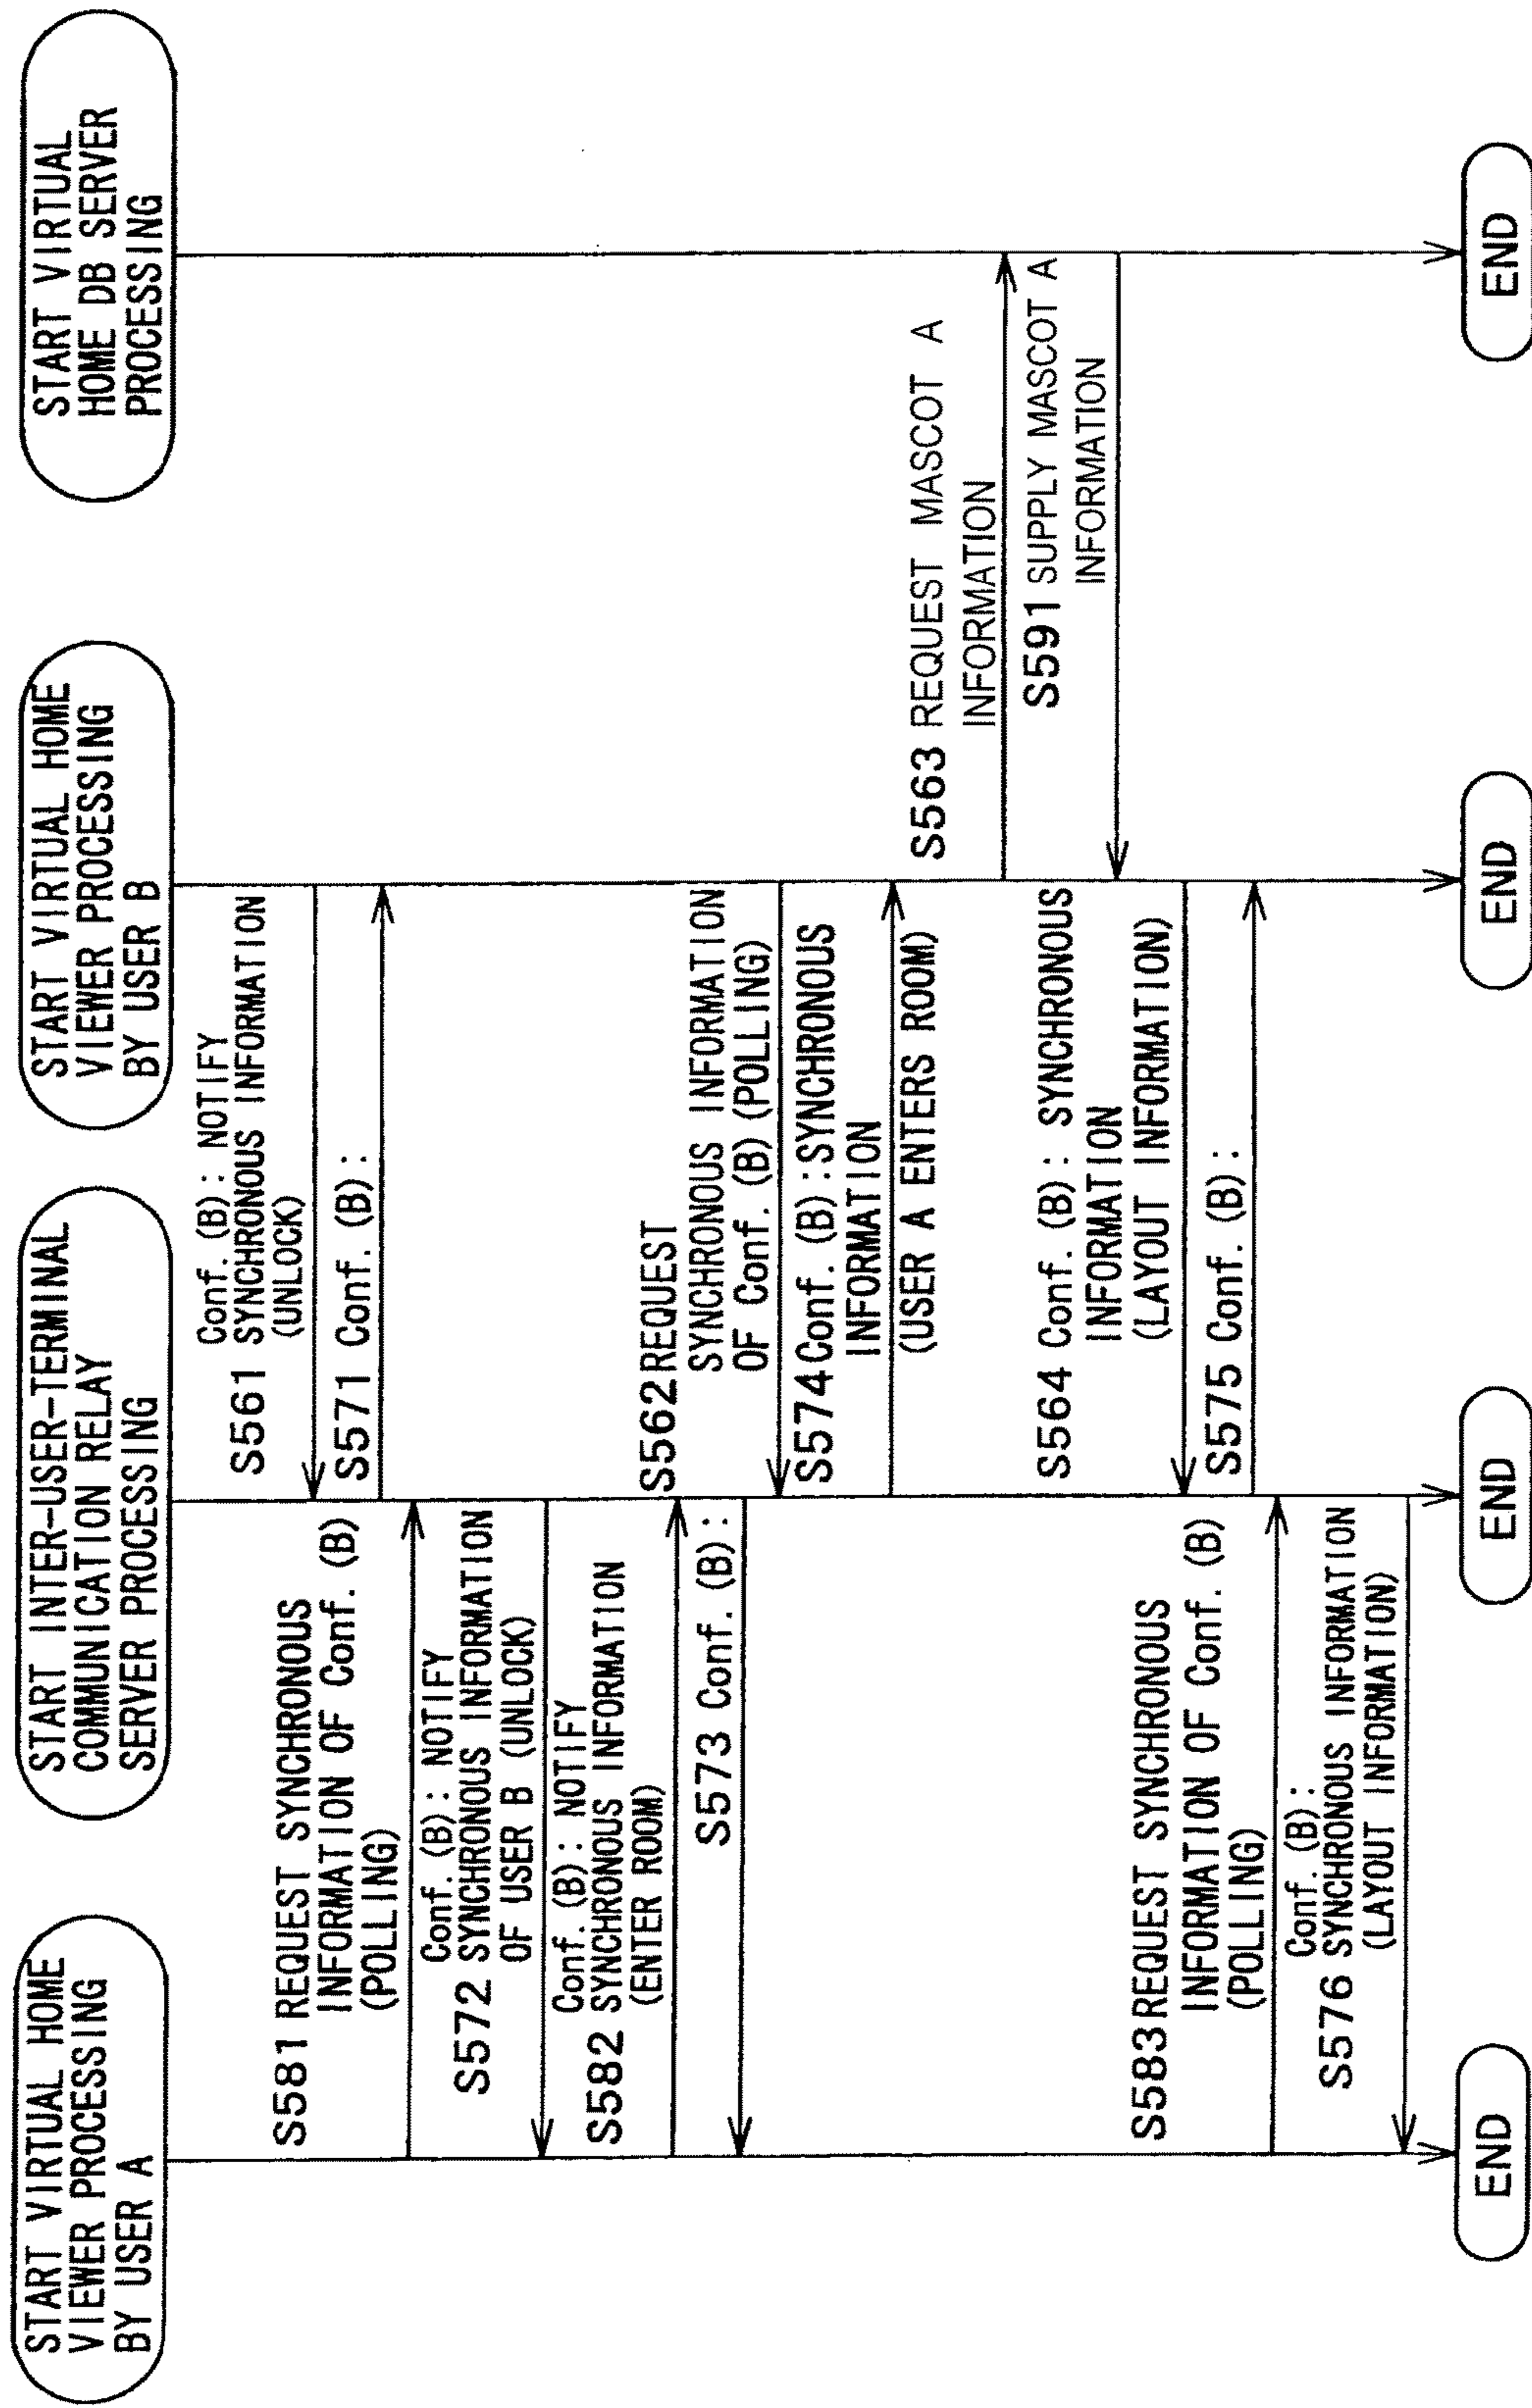 START VIRTUAL HOME
VIEWER PROCESSING
BY USER A
START INTER-USER-TERMINAL
COMMUNICATION RELAY
SERVER PROCESSING
START VIRTUAL HOME
VIEWER PROCESSING
BY USER B
START VIRTUAL
HOME DB SERVER
PROCESSING
Conf. (B): NOTIFY
S561 SYNCHRONOUS INFORMATION
(UNLOCK)
S571 Conf. (B):
S581 REQUEST SYNCHRONOUS
INFORMATION OF Conf. (B)
(POLLING)
Conf. (B): NOTIFY
S572 SYNCHRONOUS INFORMATION
OF USER B (UNLOCK)
Conf. (B): NOTIFY
S582 SYNCHRONOUS INFORMATION
(ENTER ROOM)
S573 Conf. (B):
S562 REQUEST
SYNCHRONOUS INFORMATION
OF Conf. (B) (POLLING)
S574 Conf. (B):SYNCHRONOUS
INFORMATION
(USER A ENTERS ROOM)
S563 REQUEST MASCOT A
INFORMATION
S591 SUPPLY MASCOT A
INFORMATION
S564 Conf. (B): SYNCHRONOUS
INFORMATION
(LAYOUT INFORMATION)
S575 Conf. (B):
S583 REQUEST SYNCHRONOUS
INFORMATION OF Conf. (B)
(POLLING)
Conf. (B):
S576 SYNCHRONOUS INFORMATION
(LAYOUT INFORMATION)
END
END
END
END